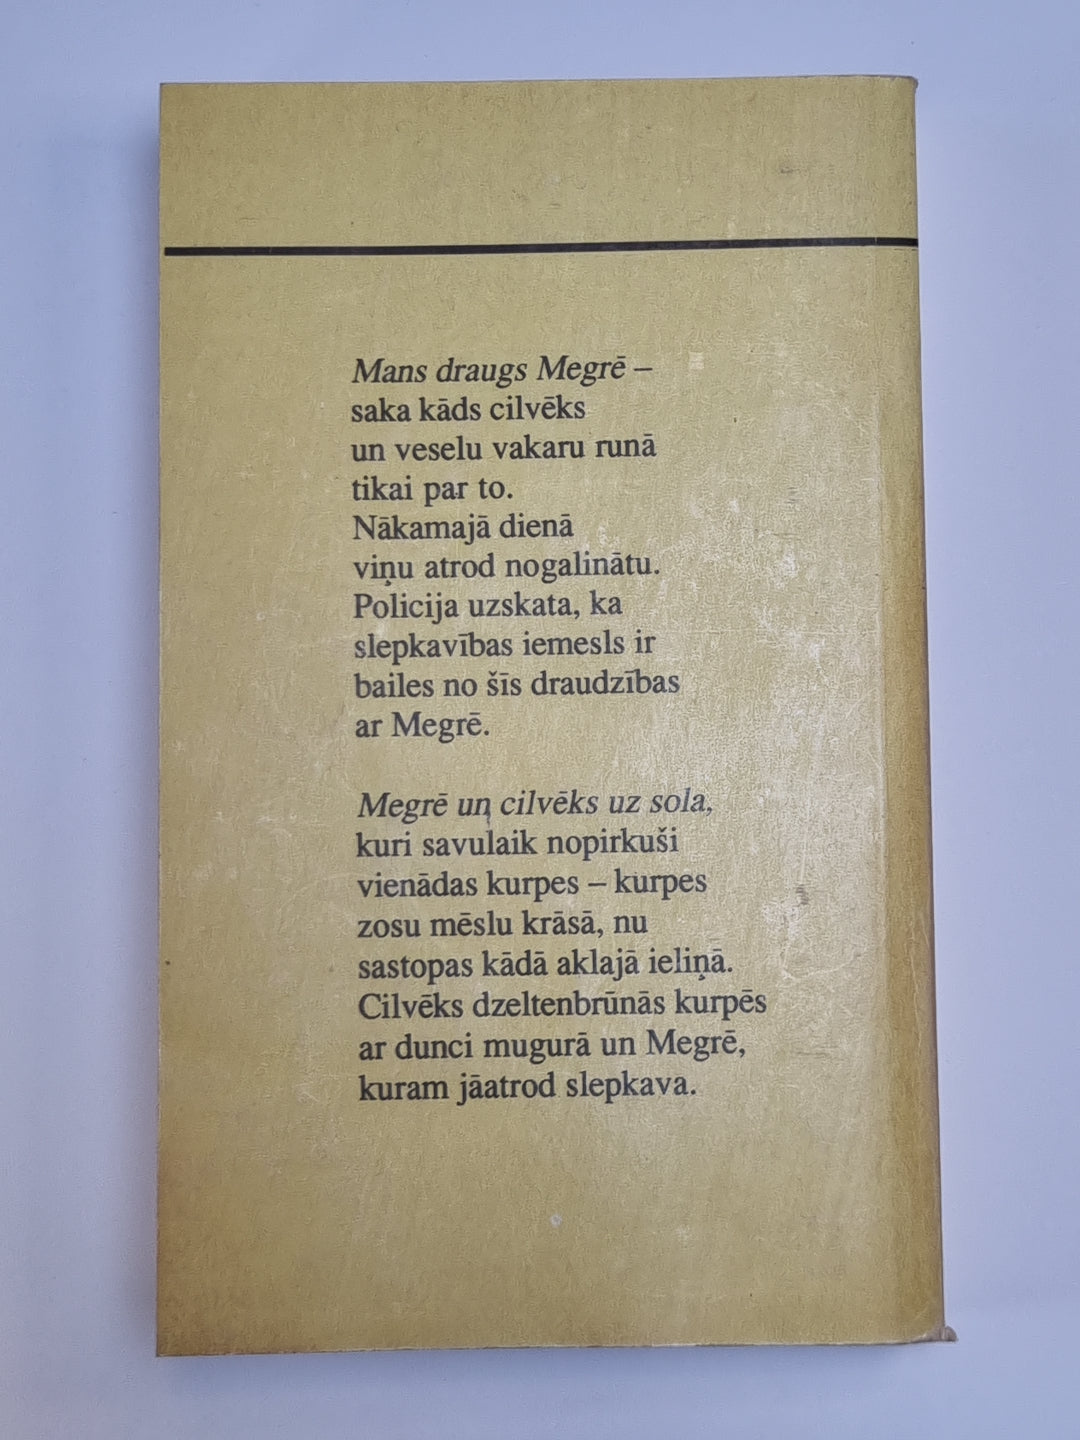 Mans draugs Megrē –
saka kāds cilvēks
un veselu vakaru runā
tikai par to.
Nākamajā dienā
viņu atrod nogalinātu.
Policija uzskata, ka
slepkavības iemesls ir
bailes no šīs draudzības
ar Megrē.
Megrē un cilvēks uz sola,
kuri savulaik nopirkuši
vienādas kurpes – kurpes
zosu mēslu krāsā, nu
sastopas kādā aklajā ieliņā.
Cilvēks dzeltenbrūnās kurpēs
ar dunci mugurā un Megrē,
kuram jāatrod slepkava.